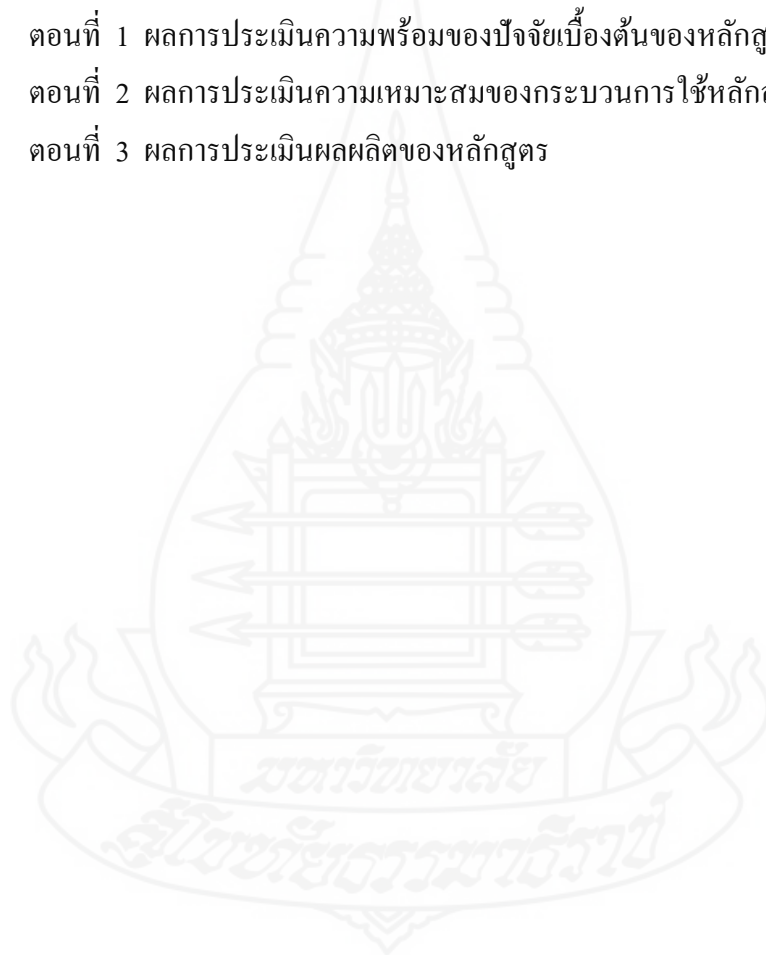 ตอนที่ 1 ผลการประเมินความพร้อมของปัจจัยเบื้องต้นของ
ตอนที่ 2 ผลการประเมินความเหมาะสมของกระบวนการใช้
ตอนที่ 3 ผลการประเมินผลผลิตของหลักสูตร
มหาวิทยาลัย
สุโขทัยธรรมาธิราช